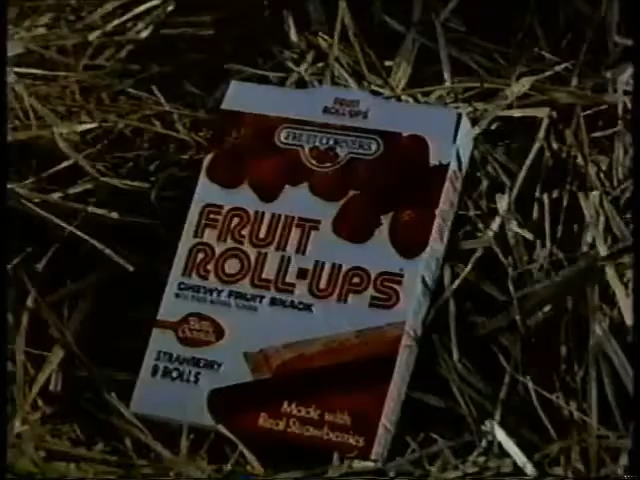 FRUIT
ROLL-UPS
FRUIT CORNERS
FRUIT
ROLL-UPS
CHEWY FRUIT SNACK
Betty
Crocker
STRAWBERRY
8 ROLLS
Made with
Real Strawberries